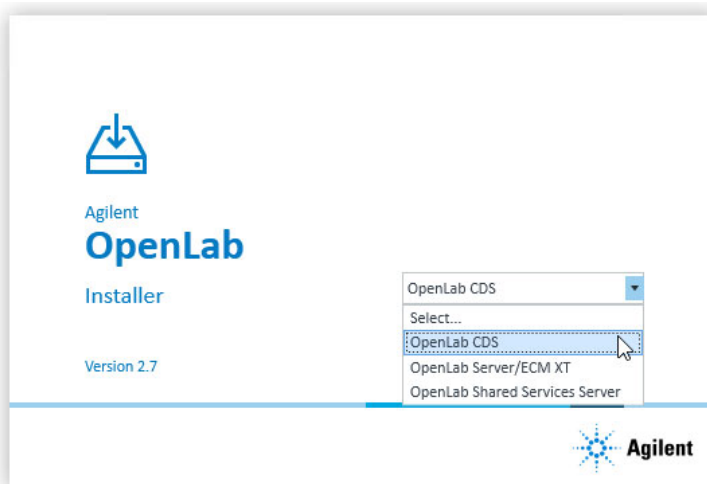 Agilent
OpenLab
Installer
Version 2.7
OpenLab CDS
Select...
OpenLab CDS
OpenLab Server/ECM XT
OpenLab Shared Services Server
Agilent